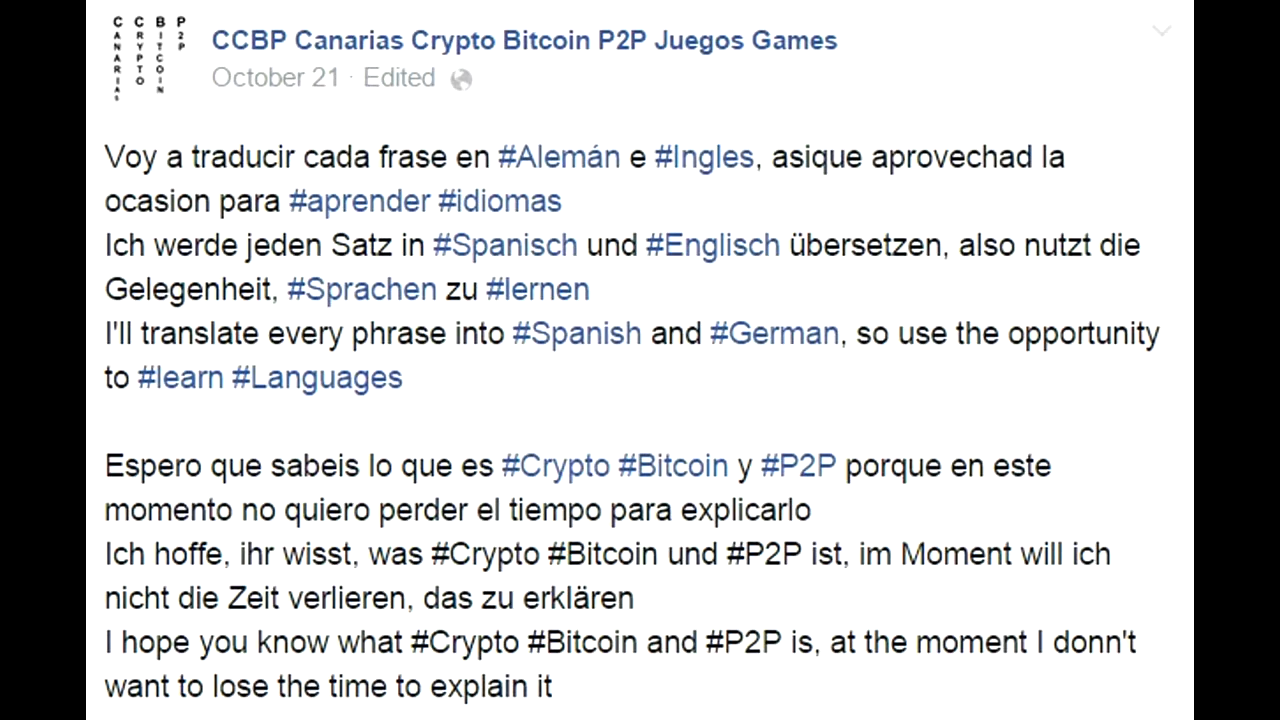 CANARIAS
CRYPTO
BITCOIN
P2P
CCBP Canarias Crypto Bitcoin P2P Juegos Games
October 21 · Edited
Voy a traducir cada frase en #Alemán e #Ingles, asique aprovechad la
ocasion para #aprender #idiomas
Ich werde jeden Satz in #Spanisch und #Englisch übersetzen, also nutzt die
Gelegenheit, #Sprachen zu #lernen
I'll translate every phrase into #Spanish and #German, so use the opportunity
to #learn #Languages
Espero que sabeis lo que es #Crypto #Bitcoin y #P2P porque en este
momento no quiero perder el tiempo para explicarlo
Ich hoffe, ihr wisst, was #Crypto #Bitcoin und #P2P ist, im Moment will ich
nicht die Zeit verlieren, das zu erklären
I hope you know what #Crypto #Bitcoin and #P2P is, at the moment I donn't
want to lose the time to explain it